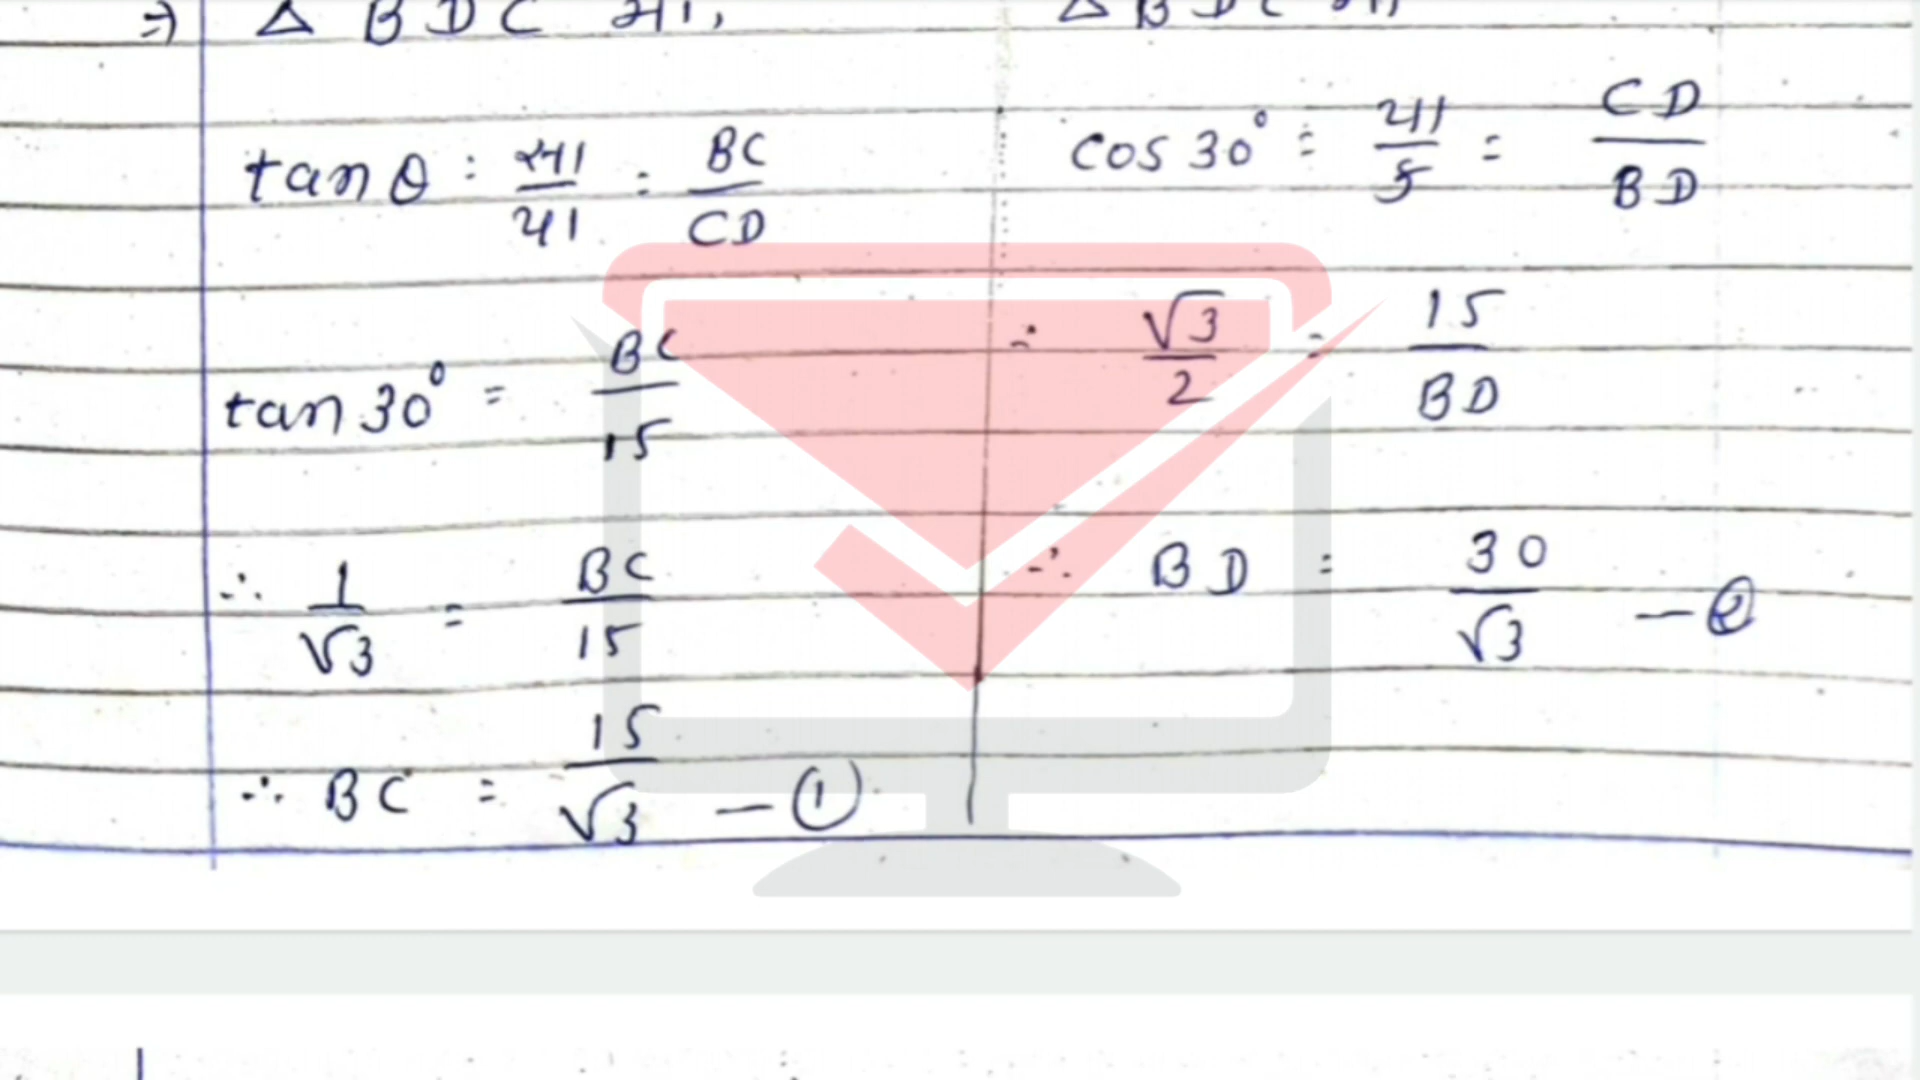 ⇒ △ BDC માં,
tan θ = સા/પા = BC/CD
tan 30° = BC/15
∴ 1/√3 = BC/15
∴ BC = 15/√3 — ①
△ BDC માં
cos 30° = પા/ક = CD/BD
∴ √3/2 = 15/BD
∴ BD = 30/√3 — ②